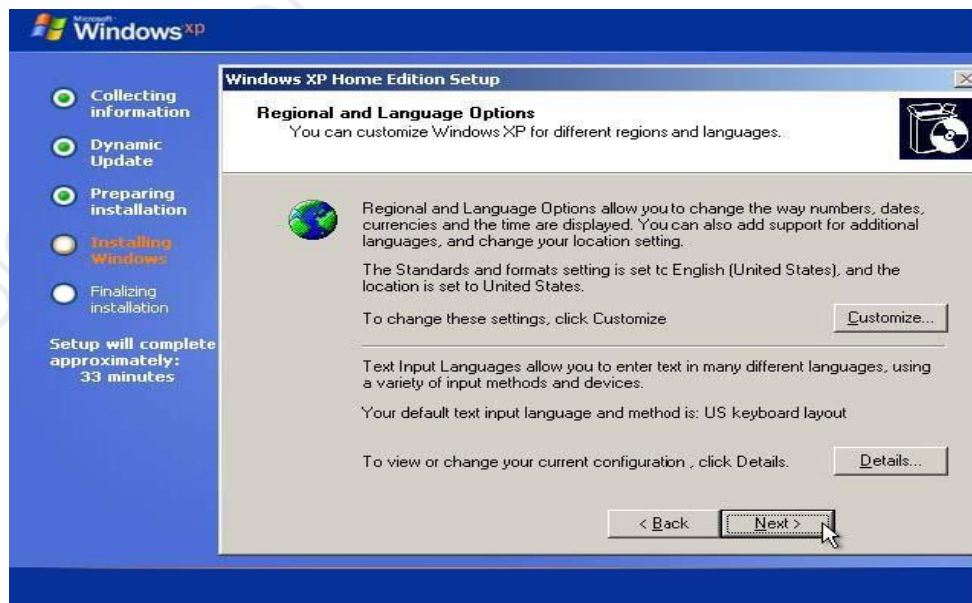 Microsoft
Windows xp
Collecting
information
Dynamic
Update
Preparing
installation
Installing
Windows
Finalizing
installation
Setup will complete
approximately:
33 minutes
Windows XP Home Edition Setup
Regional and Language Options
You can customize Windows XP for different regions and languages.
Regional and Language Options allow you to change the way numbers, dates,
currencies and the time are displayed. You can also add support for additional
languages, and change your location setting.
The Standards and formats setting is set to English (United States), and the
location is set to United States.
To change these settings, click Customize
Customize...
Text Input Languages allow you to enter text in many different languages, using
a variety of input methods and devices.
Your default text input language and method is: US keyboard layout
To view or change your current configuration , click Details.
Details...
< Back
Next >